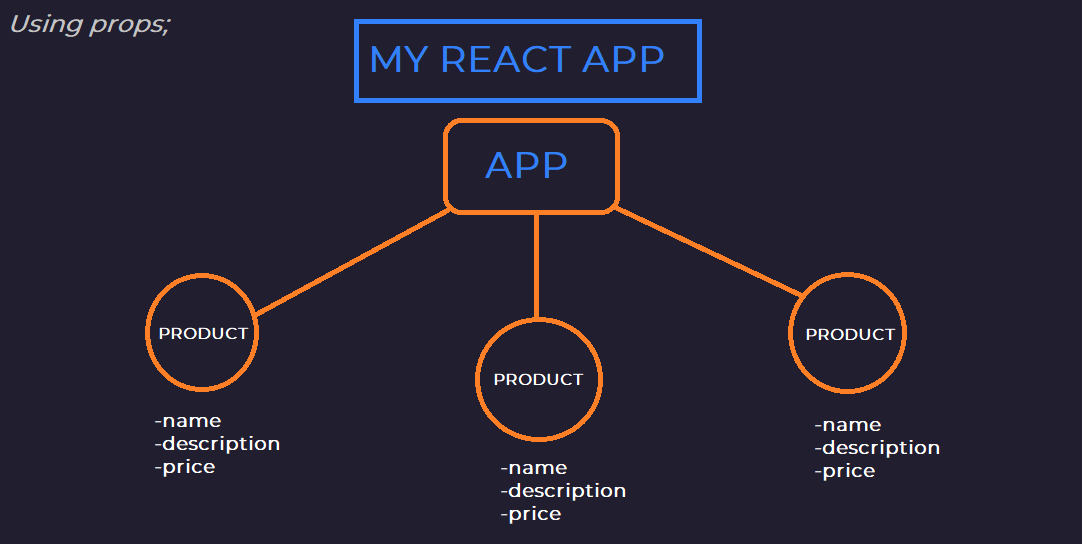 Using props;
MY REACT APP
APP
PRODUCT
-name
-description
-price
PRODUCT
-name
-description
-price
PRODUCT
-name
-description
-price